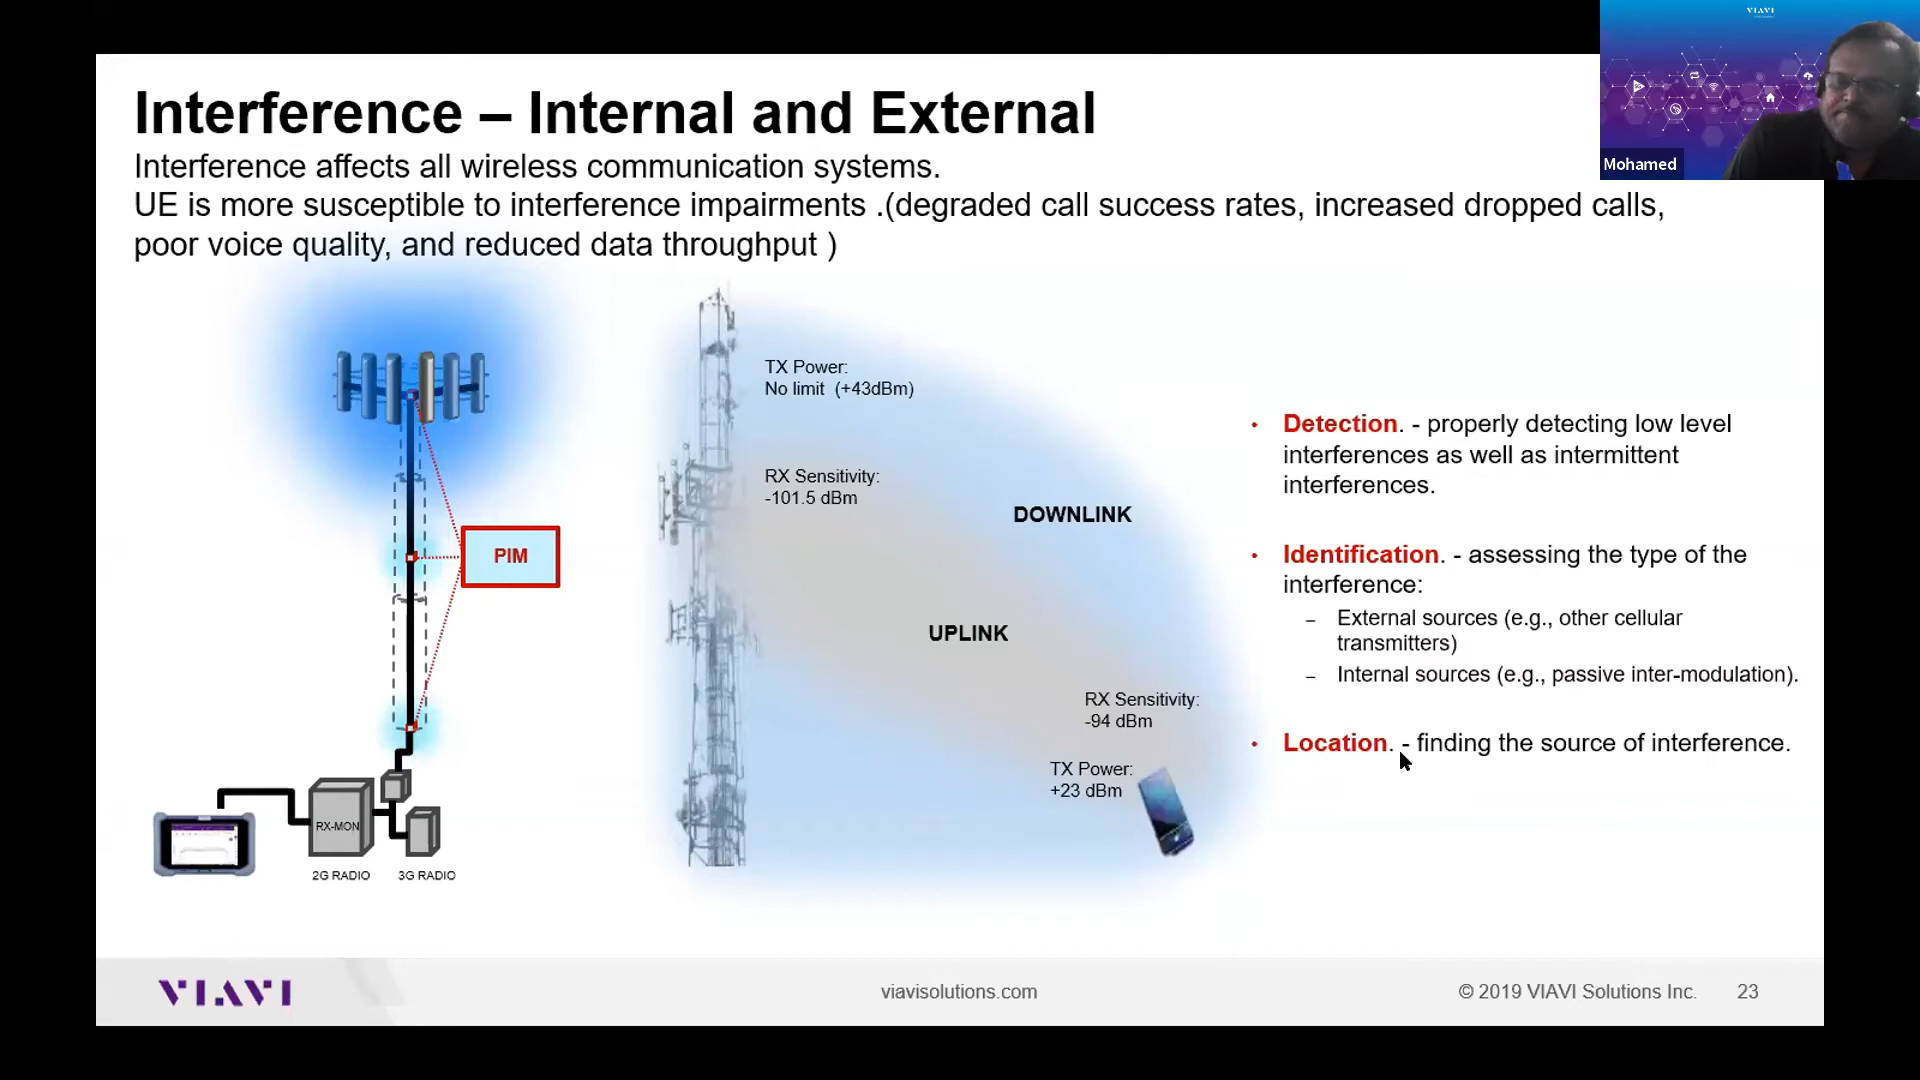 VIAVI
Mohamed
Interference – Internal and External
Interference affects all wireless communication systems.
UE is more susceptible to interference impairments .(degraded call success rates, increased dropped calls,
poor voice quality, and reduced data throughput )
PIM
RX-MON
2G RADIO
3G RADIO
TX Power:
No limit (+43dBm)
RX Sensitivity:
-101.5 dBm
DOWNLINK
UPLINK
RX Sensitivity:
-94 dBm
TX Power:
+23 dBm
• Detection. - properly detecting low level
interferences as well as intermittent
interferences.
• Identification. - assessing the type of the
interference:
– External sources (e.g., other cellular
transmitters)
– Internal sources (e.g., passive inter-modulation).
• Location. - finding the source of interference.
VIAVI
viavisolutions.com
© 2019 VIAVI Solutions Inc.
23